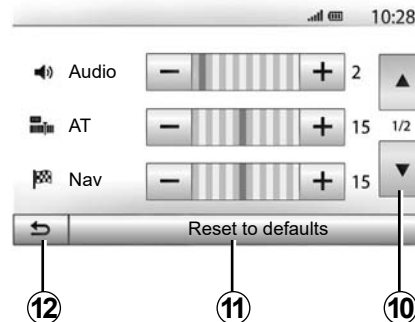 10:28
Audio − + 2
AT − + 15
1/2
Nav − + 15
Reset to defaults
12 11 10